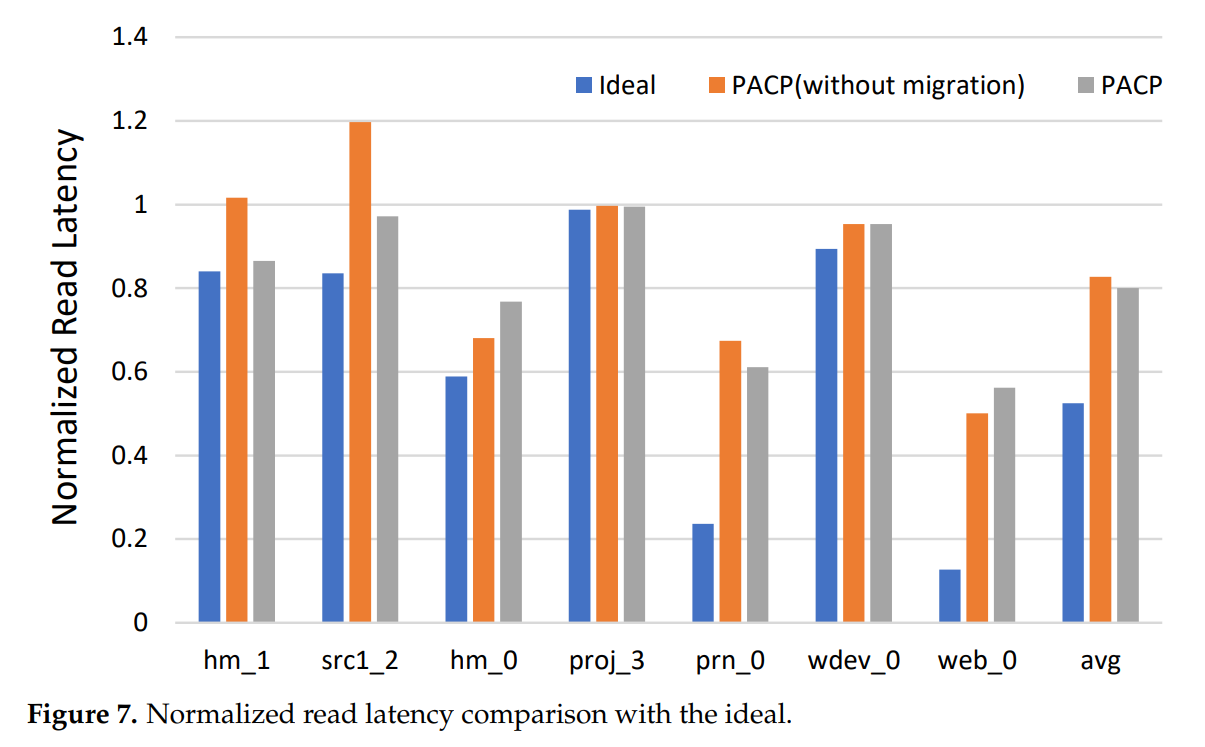 1.4
Ideal PACP(without migration) PACP
1.2
1
0.8
0.6
0.4
0.2
0
Normalized Read Latency
hm_1 src1_2 hm_0 proj_3 prn_0 wdev_0 web_0 avg
Figure 7. Normalized read latency comparison with the ideal.